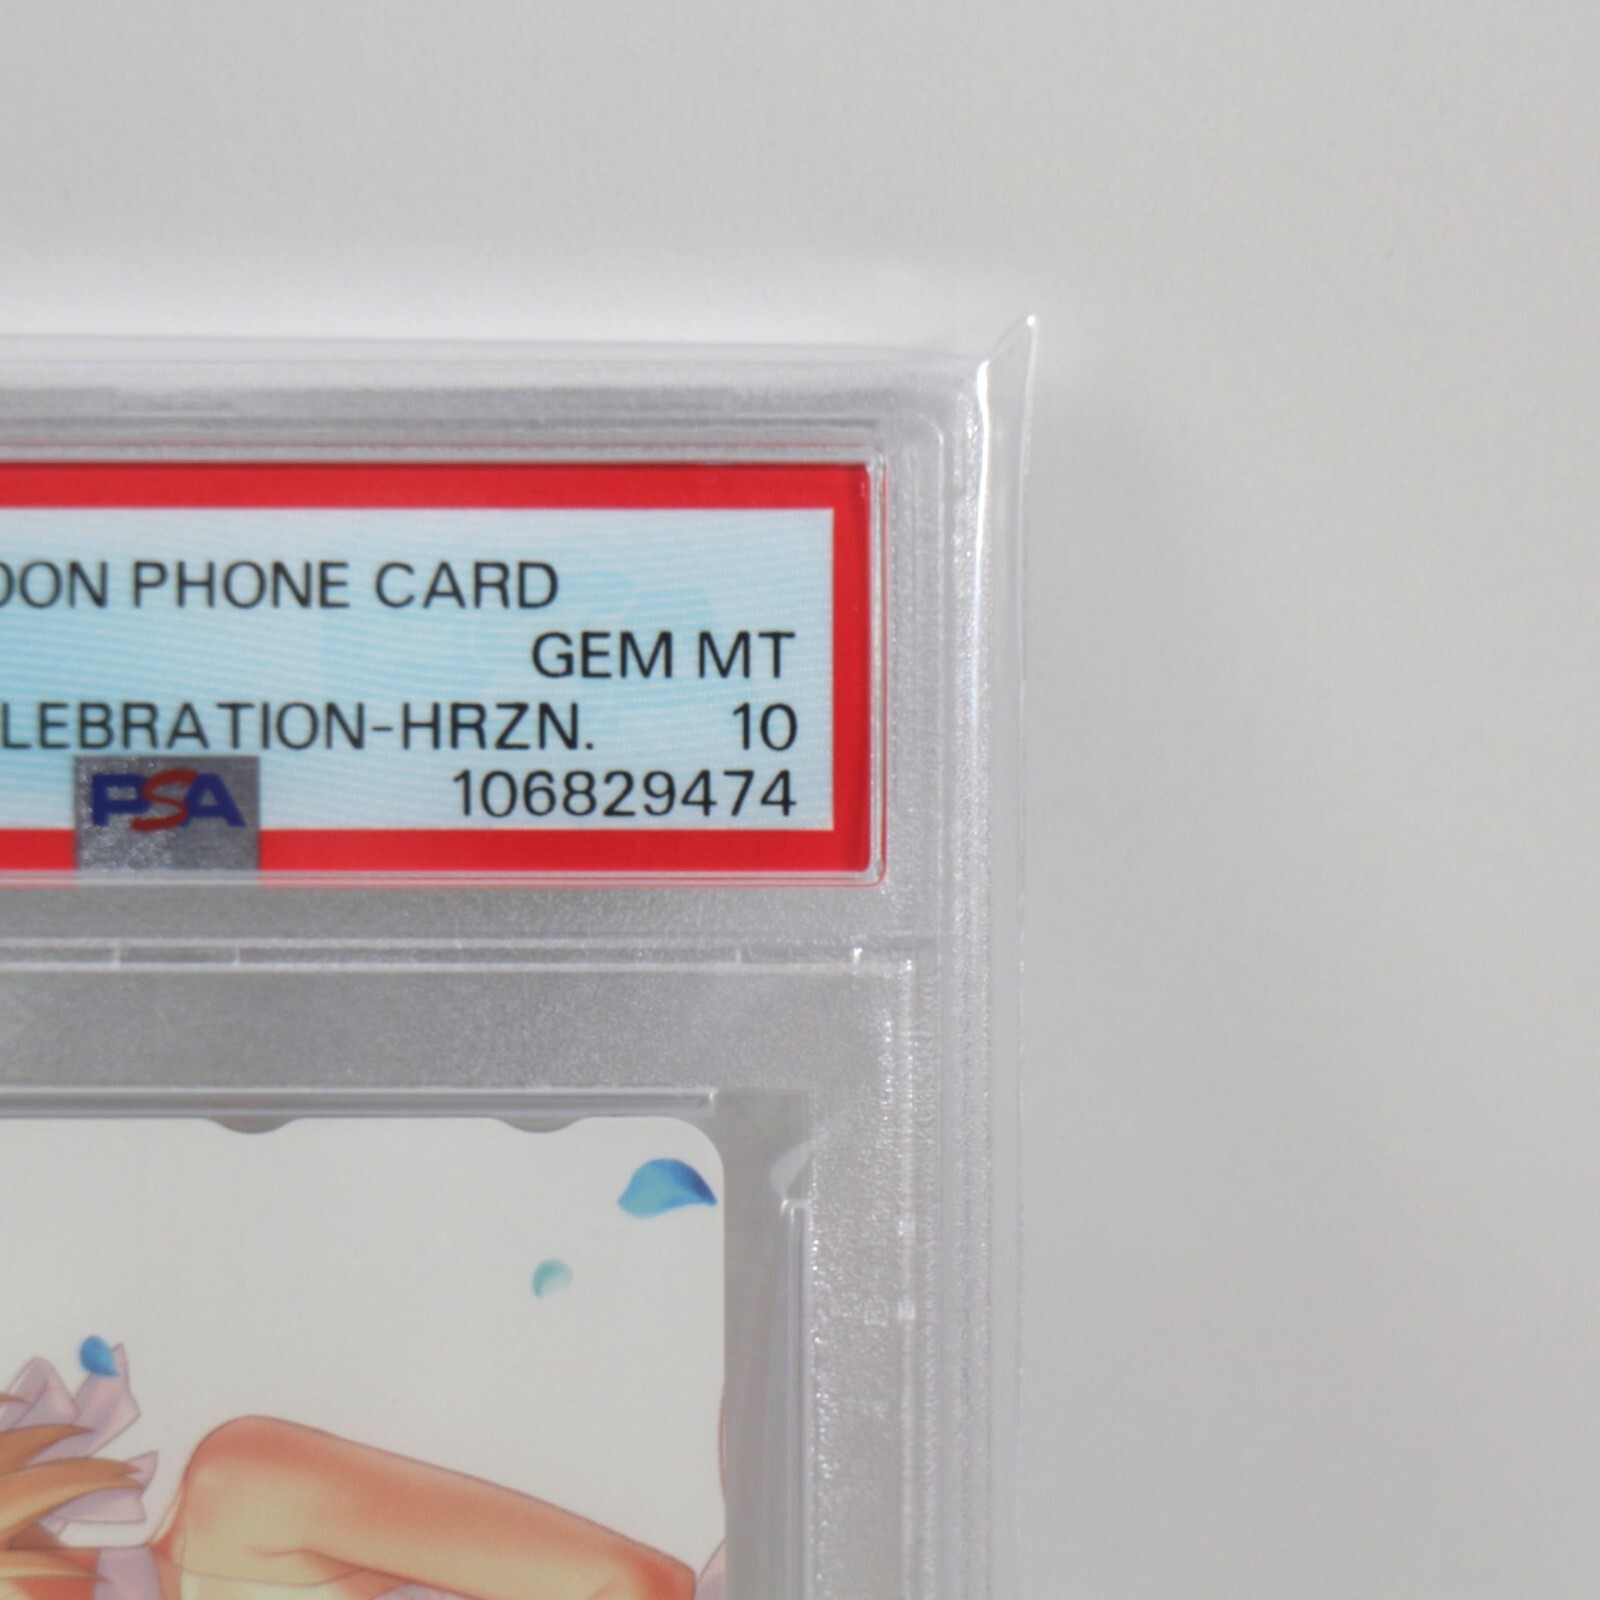 OON PHONE CARD
GEM MT
LEBRATION-HRZN. 10
PSA 106829474